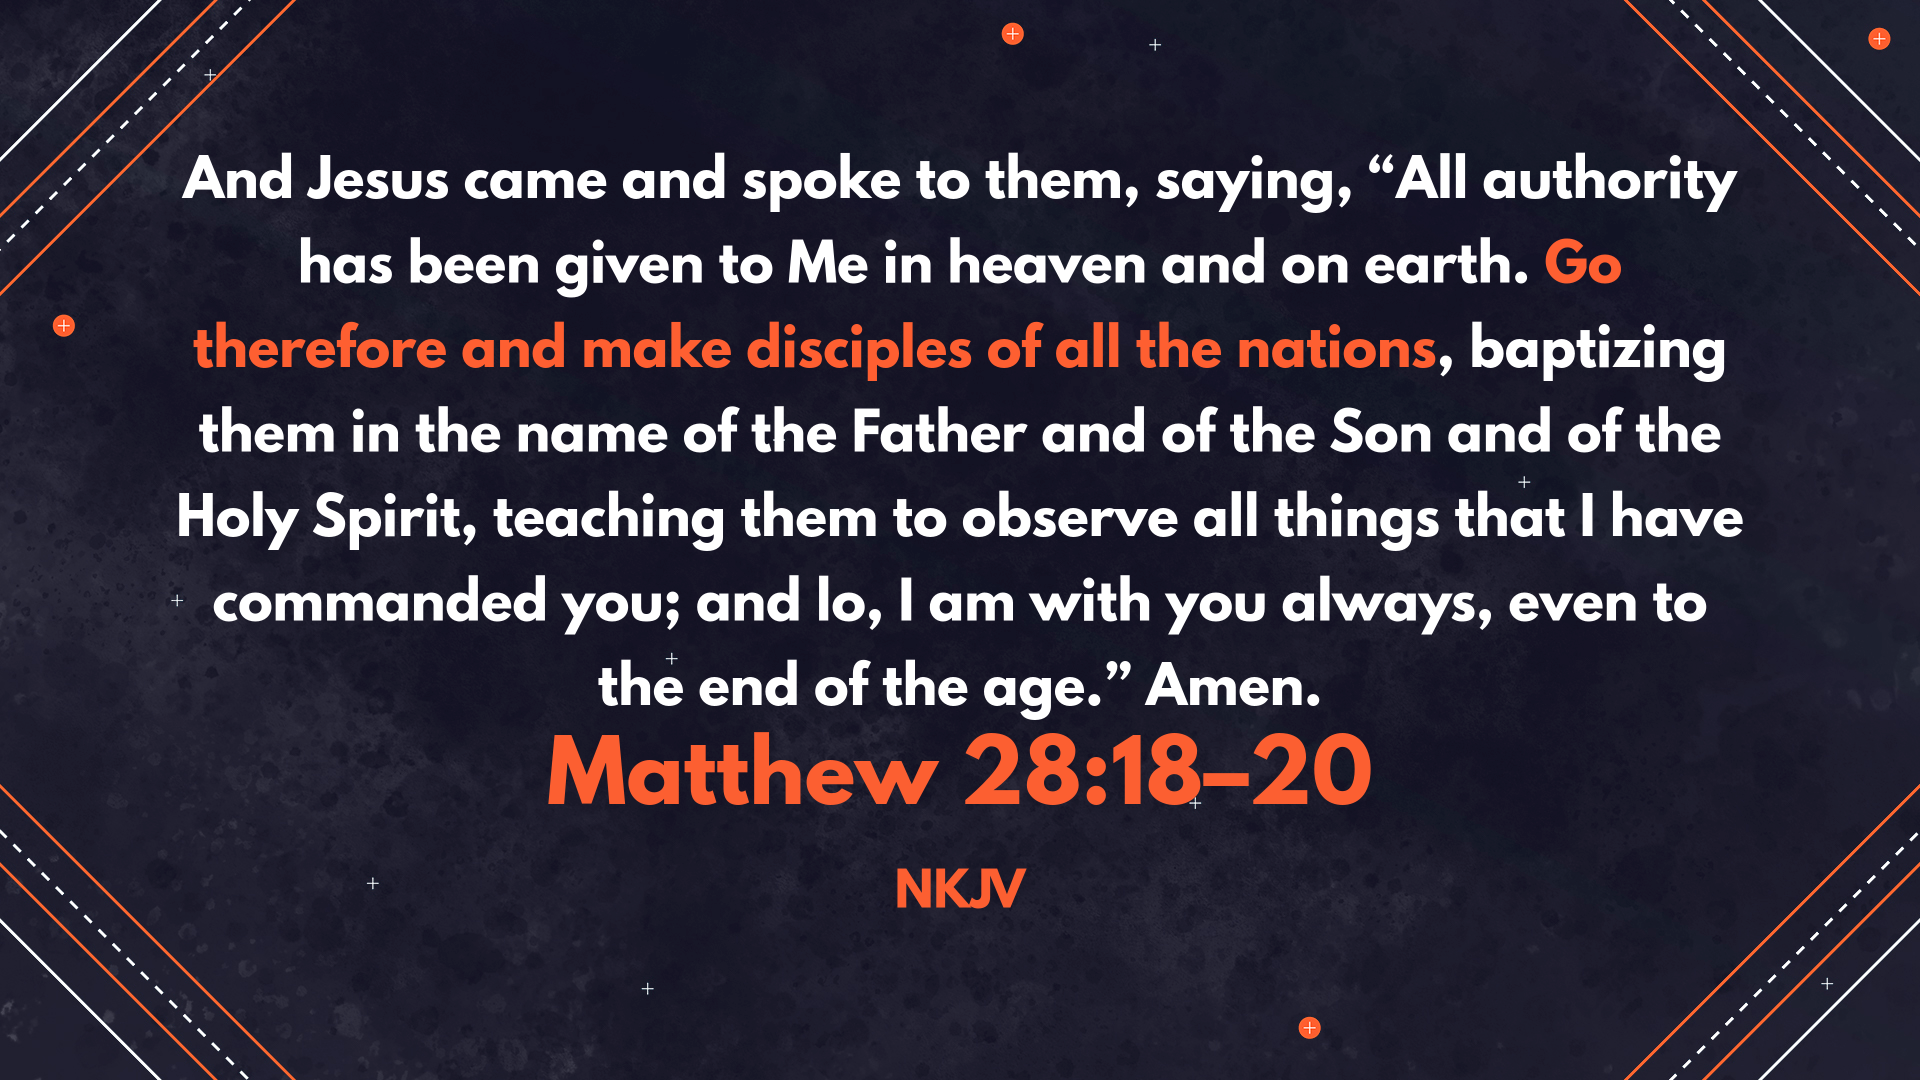 And Jesus came and spoke to them, saying, “All authority
has been given to Me in heaven and on earth. Go
therefore and make disciples of all the nations, baptizing
them in the name of the Father and of the Son and of the
Holy Spirit, teaching them to observe all things that I have
commanded you; and lo, I am with you always, even to
the end of the age.” Amen.
Matthew 28:18–20
NKJV